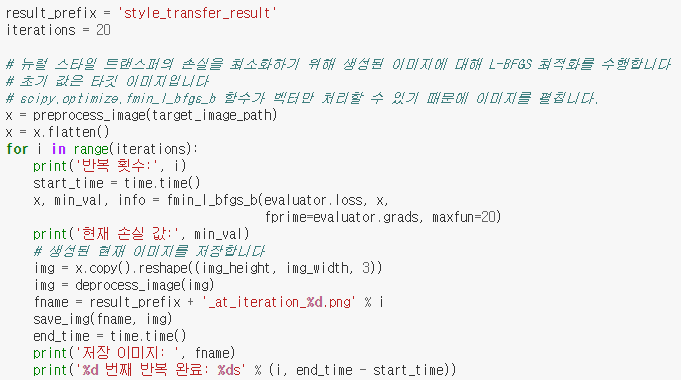 result_prefix = 'style_transfer_result'
iterations = 20

# 뉴럴 스타일 트랜스퍼의 손실을 최소화하기 위해 생성된 이미지에 대해 L-BFGS 최적화를 수행합니다
# 초기 값은 타깃 이미지입니다
# scipy.optimize.fmin_l_bfgs_b 함수가 벡터만 처리할 수 있기 때문에 이미지를 펼칩니다.
x = preprocess_image(target_image_path)
x = x.flatten()
for i in range(iterations):
    print('반복 횟수:', i)
    start_time = time.time()
    x, min_val, info = fmin_l_bfgs_b(evaluator.loss, x,
                                     fprime=evaluator.grads, maxfun=20)
    print('현재 손실 값:', min_val)
    # 생성된 현재 이미지를 저장합니다
    img = x.copy().reshape((img_height, img_width, 3))
    img = deprocess_image(img)
    fname = result_prefix + '_at_iteration_%d.png' % i
    save_img(fname, img)
    end_time = time.time()
    print('저장 이미지: ', fname)
    print('%d 번째 반복 완료: %ds' % (i, end_time - start_time))